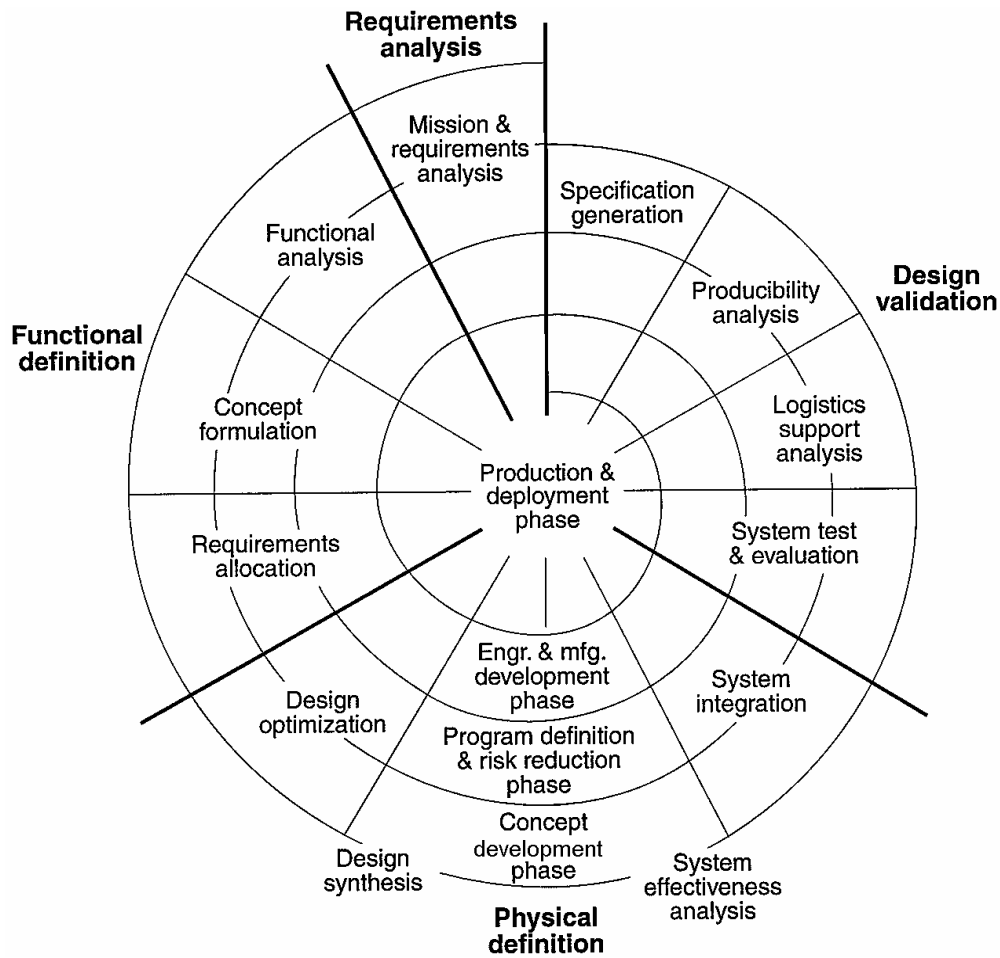 Requirements
analysis
Mission &
requirements
analysis
Specification
generation
Functional
analysis
Producibility
analysis
Design
validation
Functional
definition
Concept
formulation
Logistics
support
analysis
Production &
deployment
phase
Requirements
allocation
System test
& evaluation
Engr. & mfg.
development
phase
Design
optimization
System
integration
Program definition
& risk reduction
phase
Concept
development
phase
Design
synthesis
System
effectiveness
analysis
Physical
definition